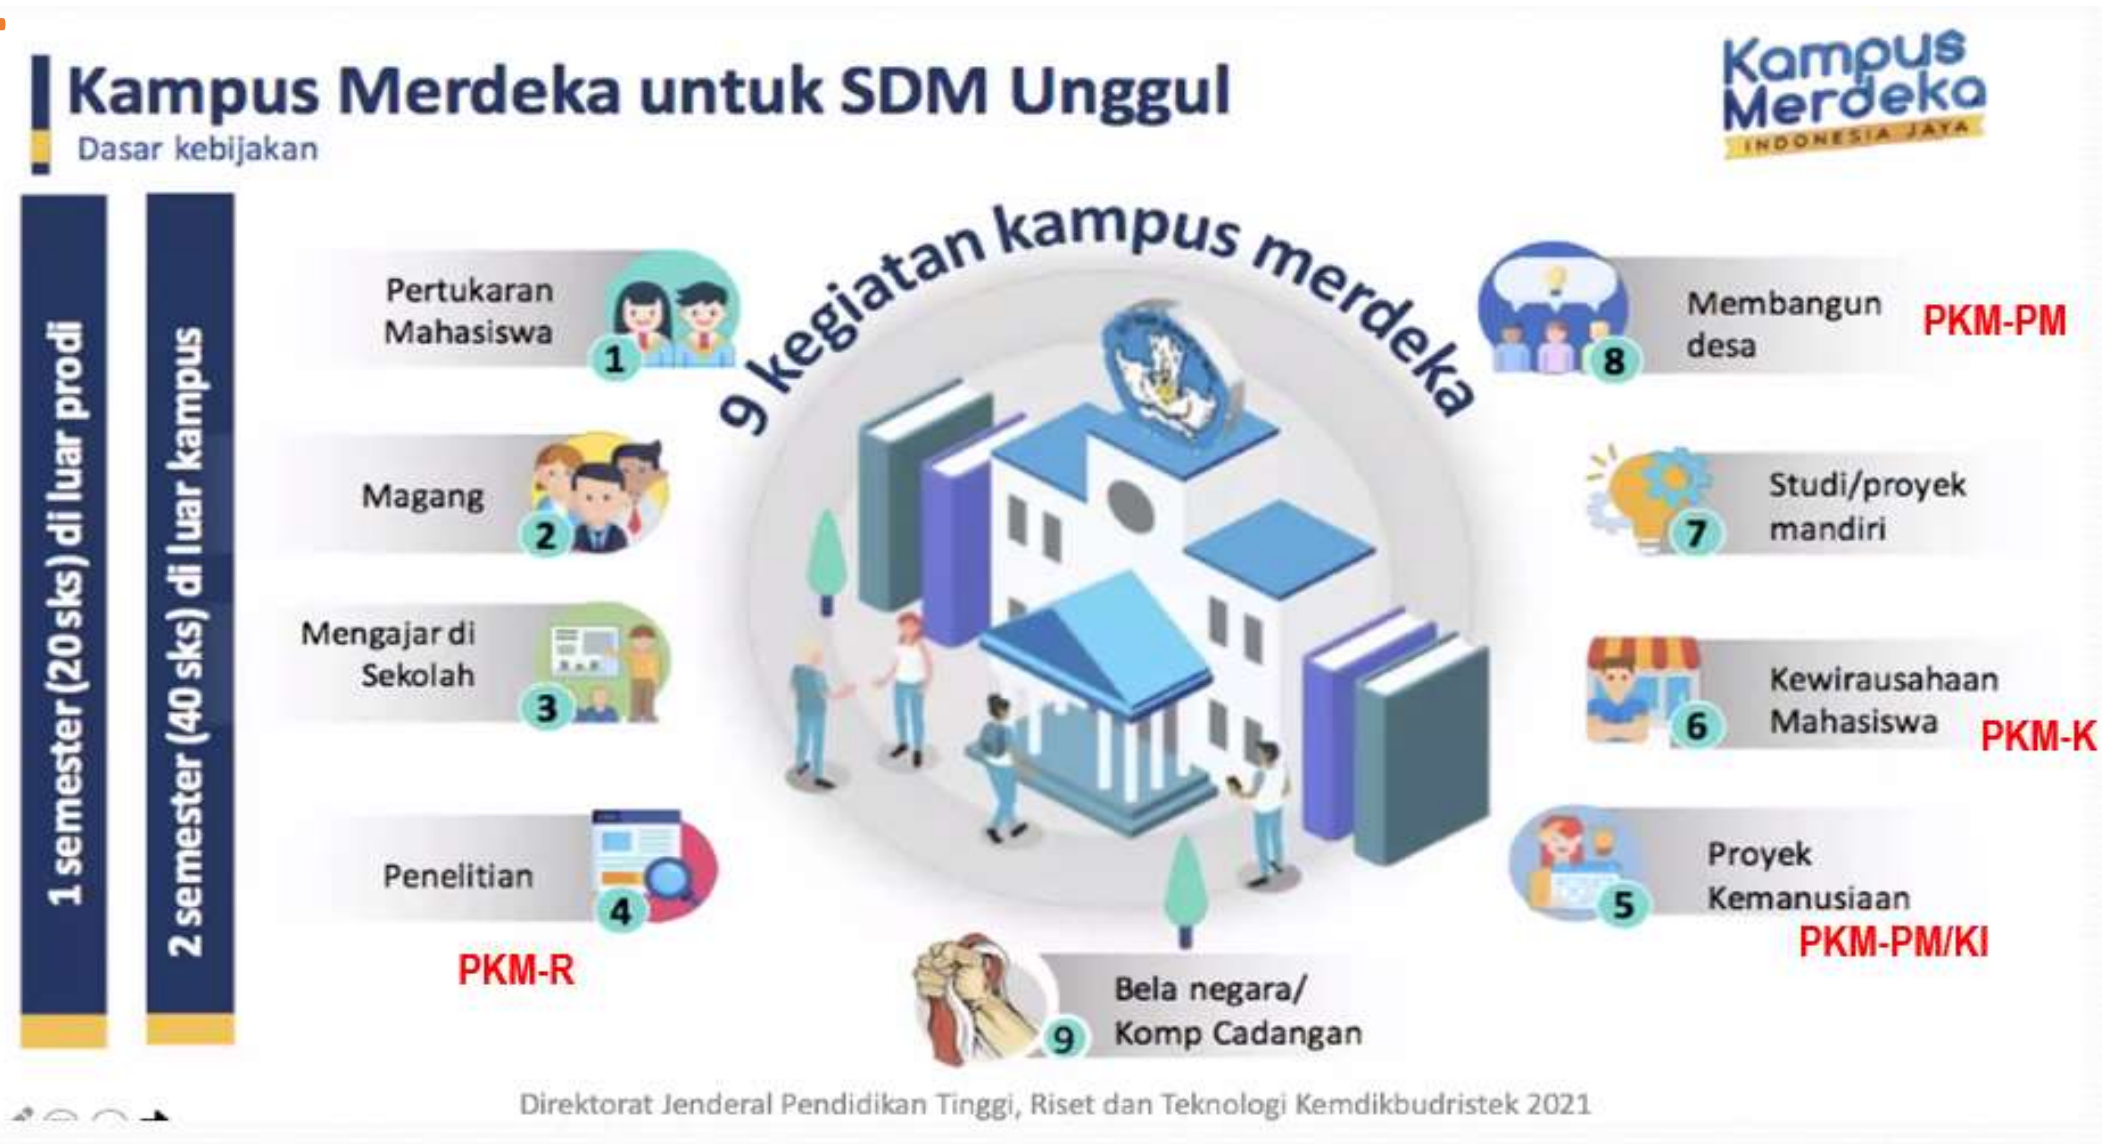 Kampus Merdeka untuk SDM Unggul
Dasar kebijakan
Kampus
Merdeka
INDONESIA JAYA
1 semester (20 sks) di luar prodi
2 semester (40 sks) di luar kampus
9 kegiatan kampus merdeka
Pertukaran
Mahasiswa
1
Magang
2
Mengajar di
Sekolah
3
Penelitian
4
PKM-R
Membangun
desa
8
PKM-PM
Studi/proyek
mandiri
7
Kewirausahaan
Mahasiswa
6
PKM-K
Proyek
Kemanusiaan
5
PKM-PM/KI
Bela negara/
Komp Cadangan
9
Direktorat Jenderal Pendidikan Tinggi, Riset dan Teknologi Kemdikbudristek 2021